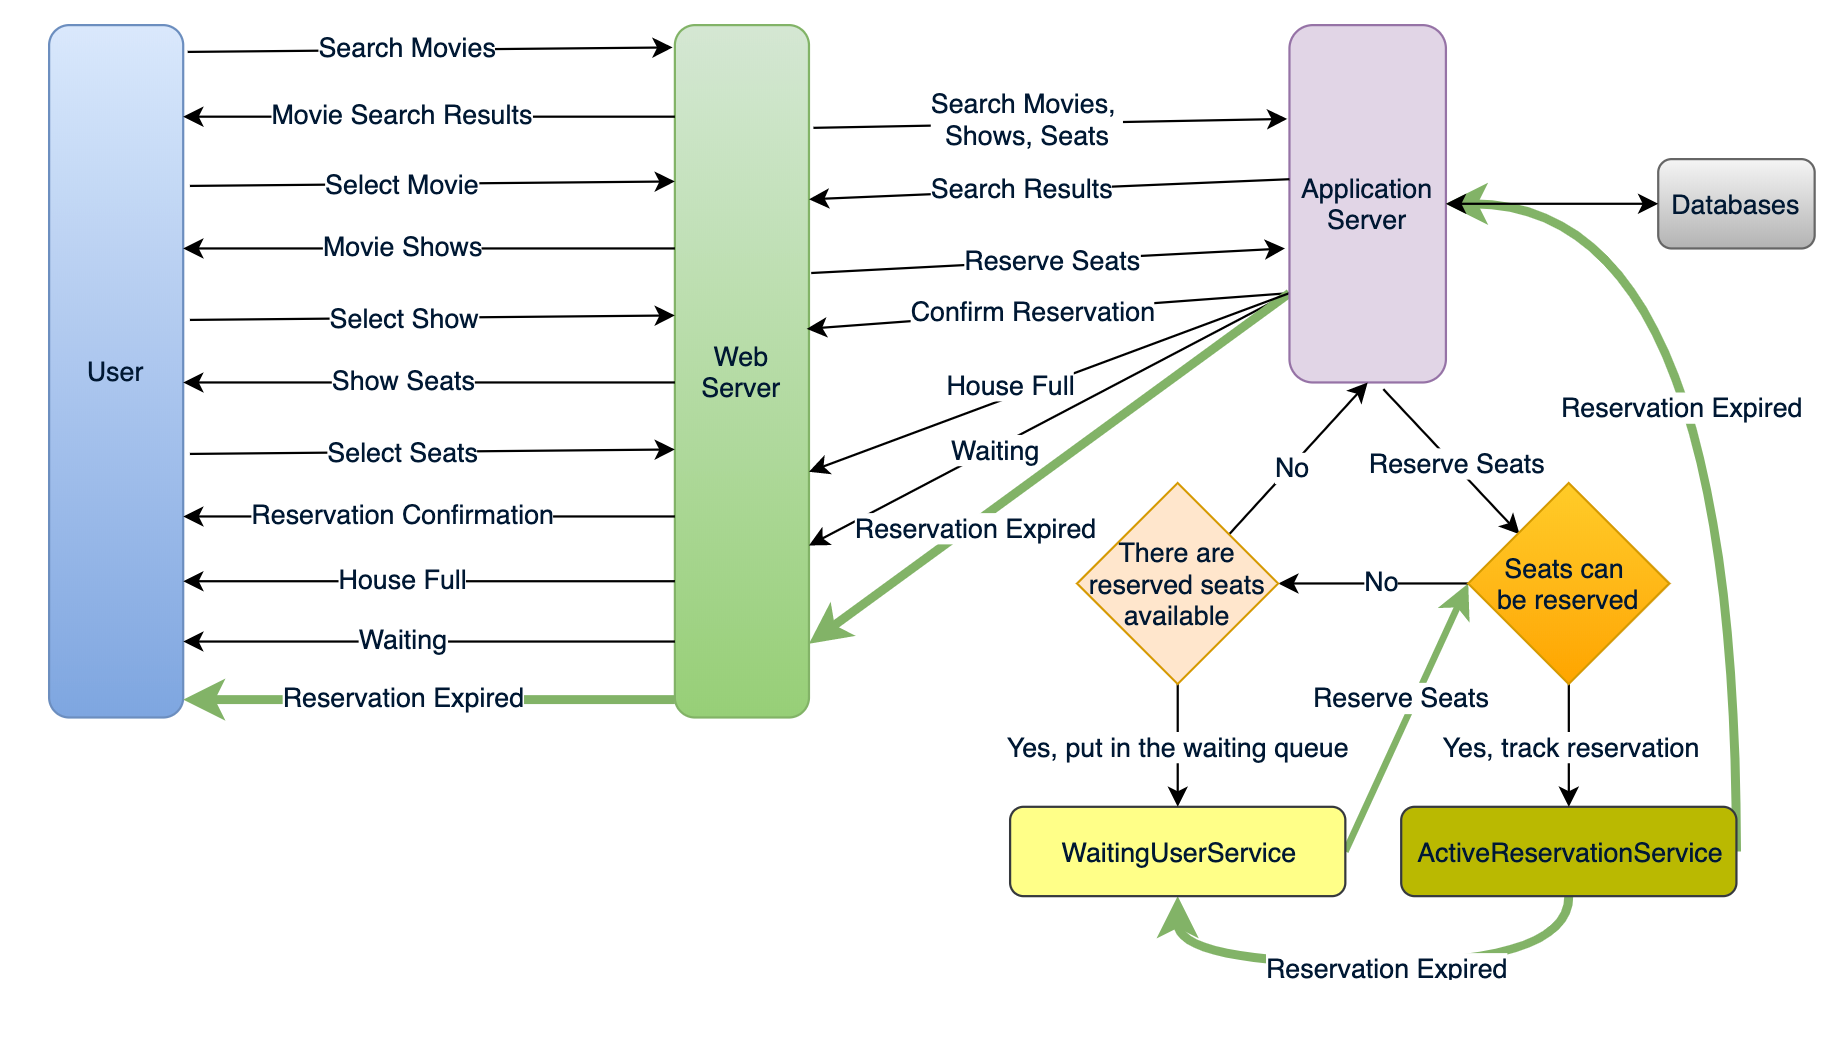 Search Movies
Movie Search Results
Select Movie
Movie Shows
Select Show
Show Seats
Select Seats
Reservation Confirmation
House Full
Waiting
Reservation Expired
User
Web
Server
Search Movies,
Shows, Seats
Search Results
Reserve Seats
Confirm Reservation
House Full
Waiting
Reservation Expired
Application
Server
Databases
Reservation Expired
No
Reserve Seats
There are
reserved seats
available
No
Seats can
be reserved
Reserve Seats
Yes, put in the waiting queue
Yes, track reservation
WaitingUserService
ActiveReservationService
Reservation Expired